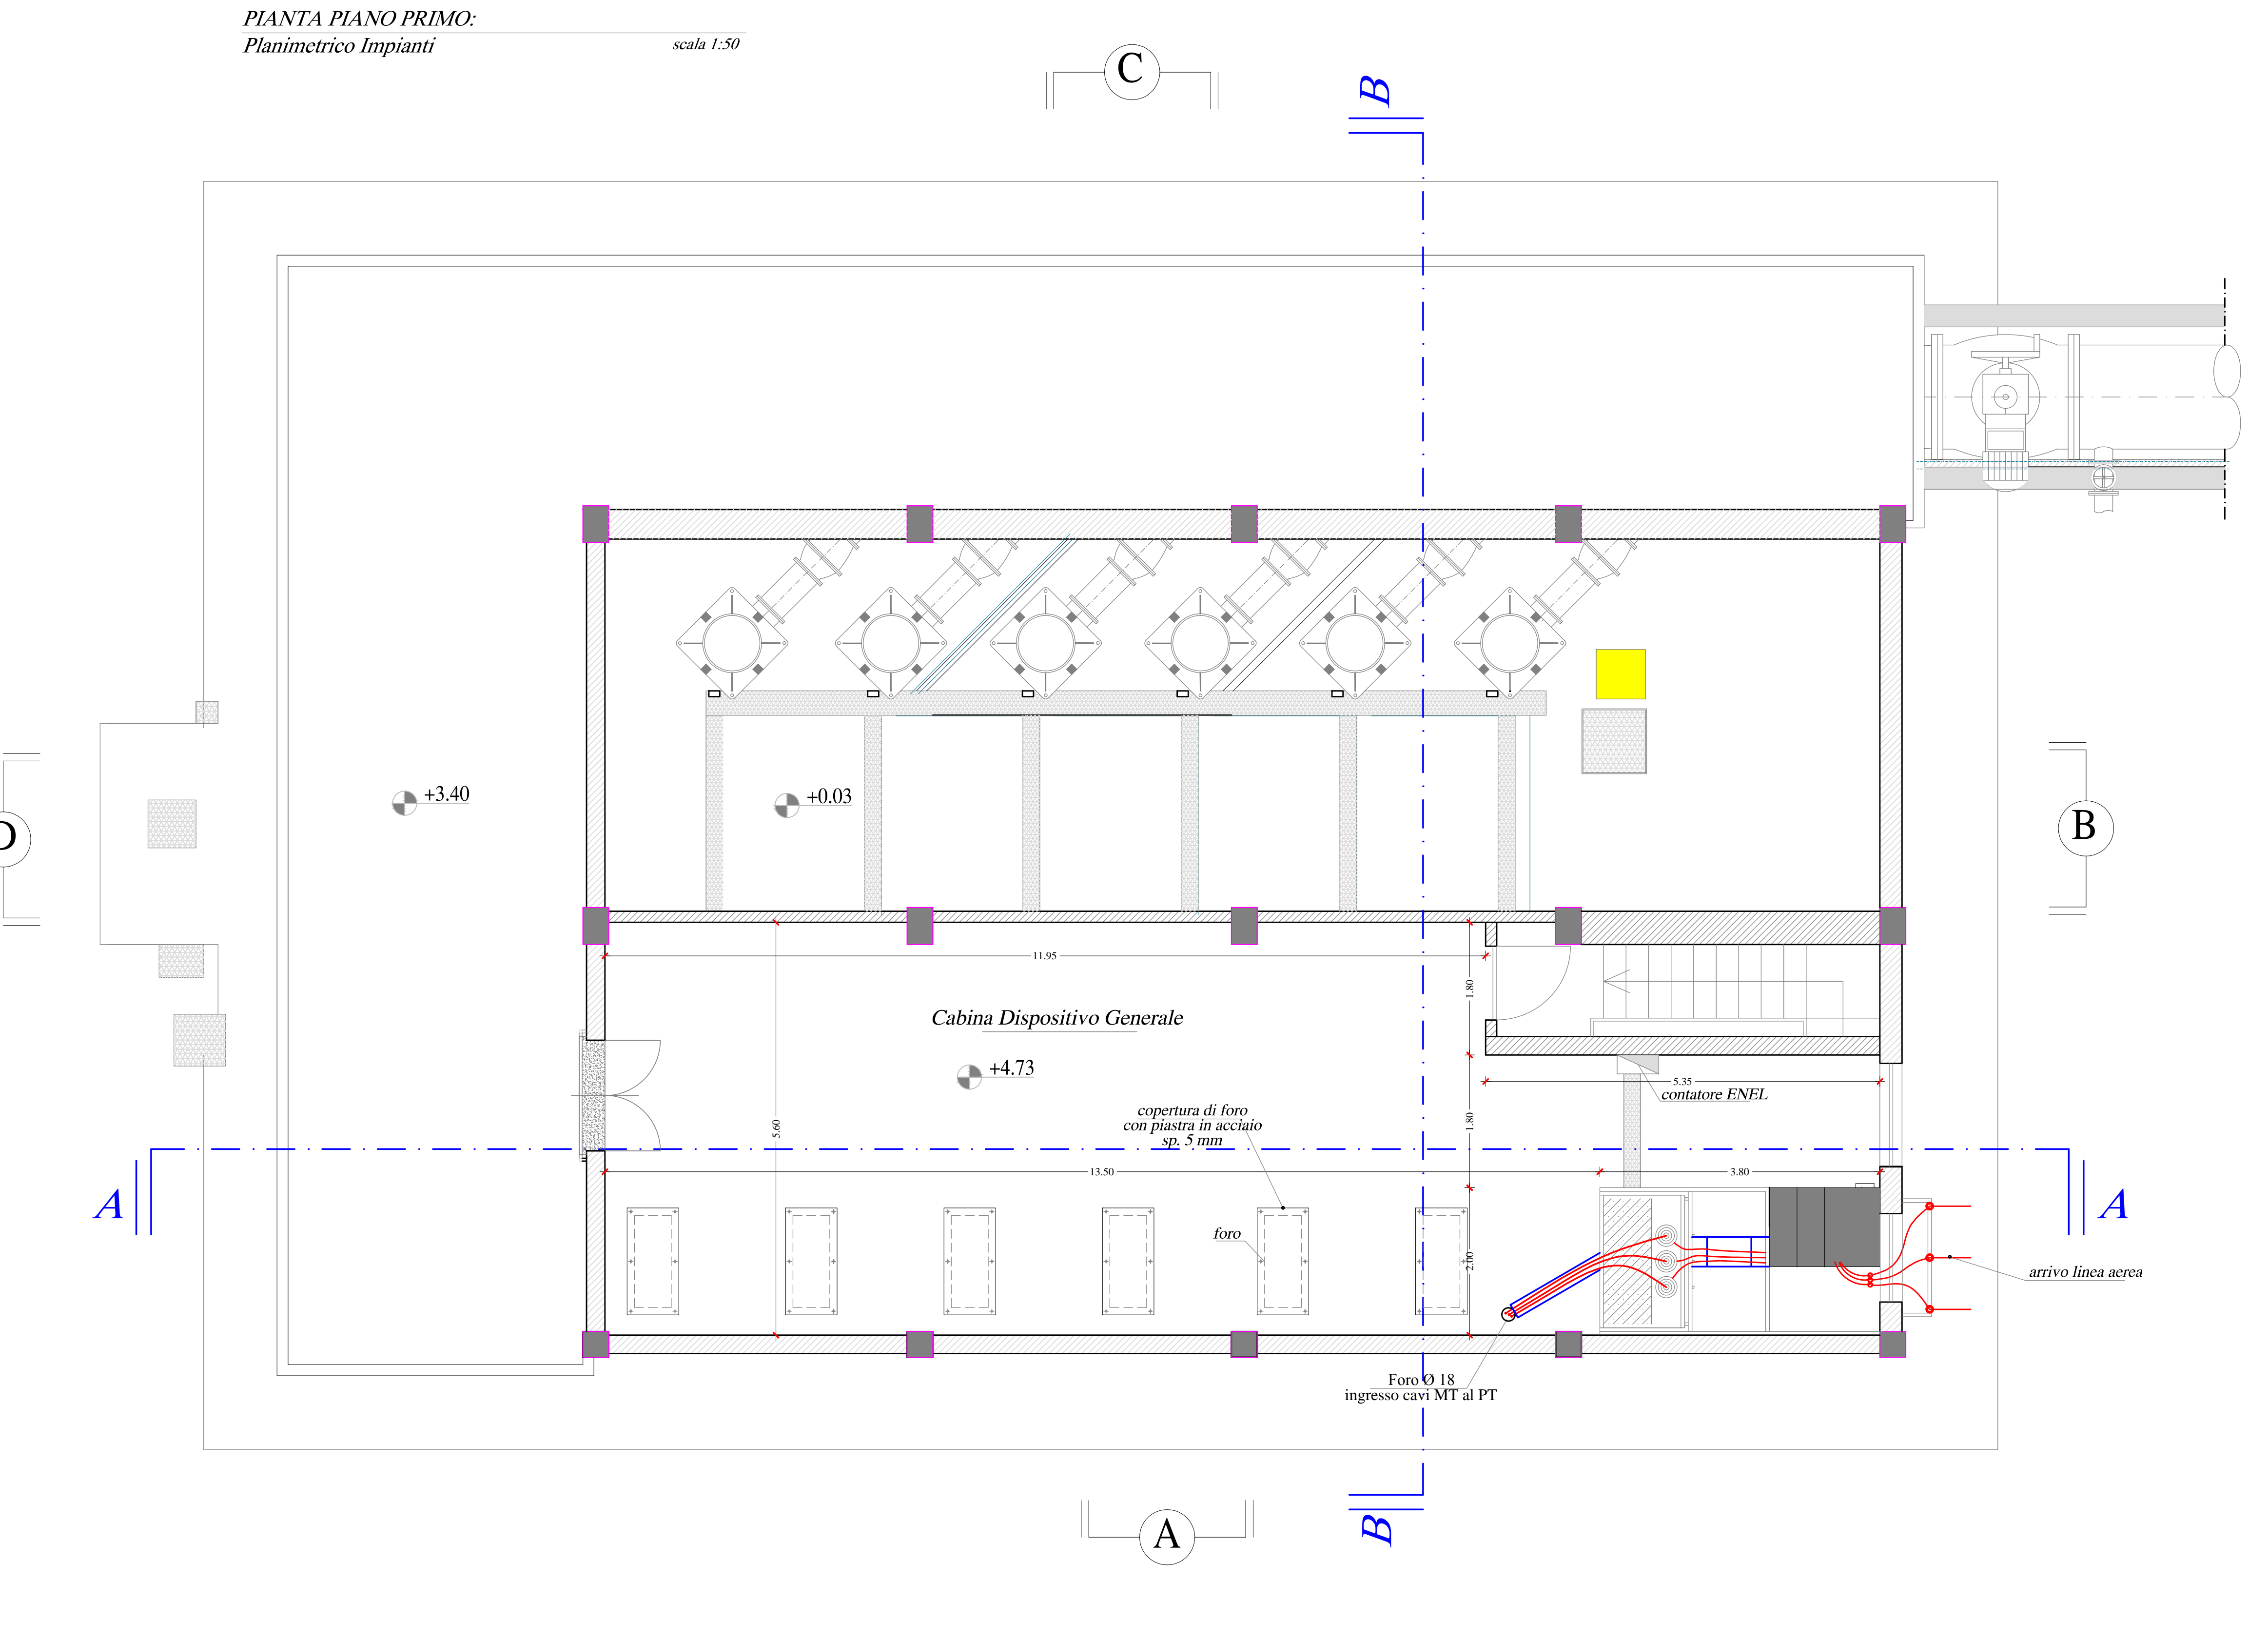 PIANTA PIANO PRIMO:
Planimetrico Impianti
scala 1:50
C
B
+3.40
+0.03
D
B
11.95
1.80
Cabina Dispositivo Generale
+4.73
5.35
contatore ENEL
copertura di foro
con piastra in acciaio
sp. 5 mm
5.60
1.80
13.50
3.80
A
A
foro
2.00
arrivo linea aerea
Foro Ø 18
ingresso cavi MT al PT
B
A